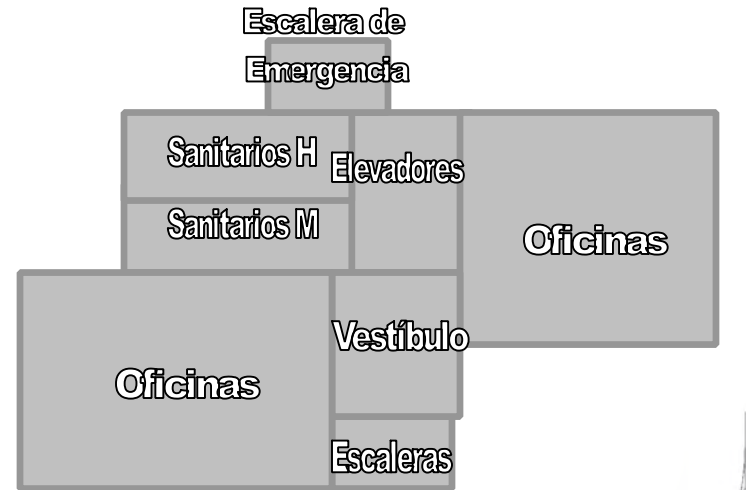 Escalera de
Emergencia
Sanitarios H
Elevadores
Sanitarios M
Oficinas
Vestíbulo
Oficinas
Escaleras